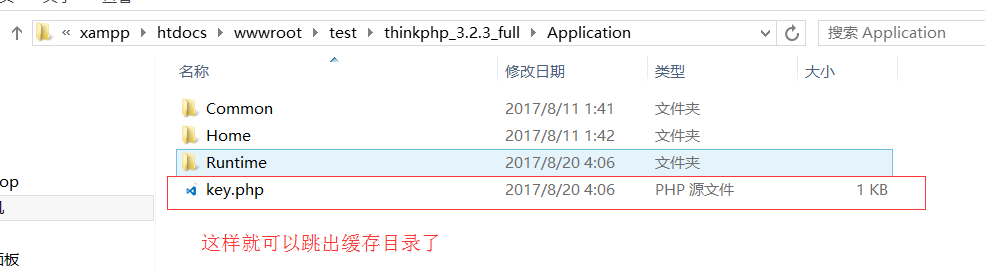 « xampp › htdocs › wwwroot › test › thinkphp_3.2.3_full › Application 搜索 Application
名称 修改日期 类型 大小
Common 2017/8/11 1:41 文件夹
Home 2017/8/11 1:42 文件夹
Runtime 2017/8/20 4:06 文件夹
op
key.php 2017/8/20 4:06 PHP 源文件 1 KB
这样就可以跳出缓存目录了
面板